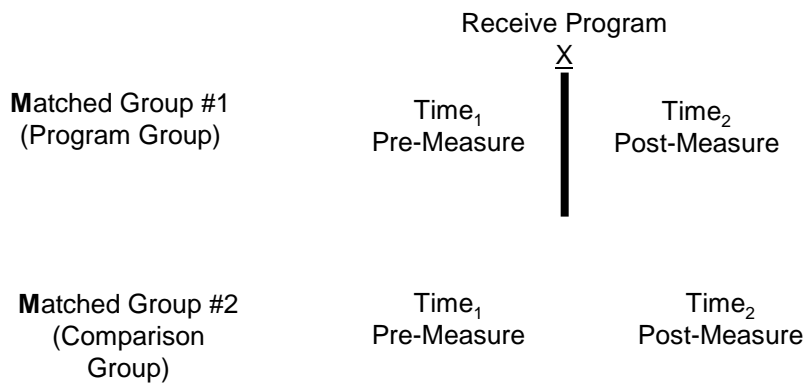 Receive Program
X
Matched Group #1
(Program Group)
Time₁
Pre-Measure
Time₂
Post-Measure
Matched Group #2
(Comparison
Group)
Time₁
Pre-Measure
Time₂
Post-Measure